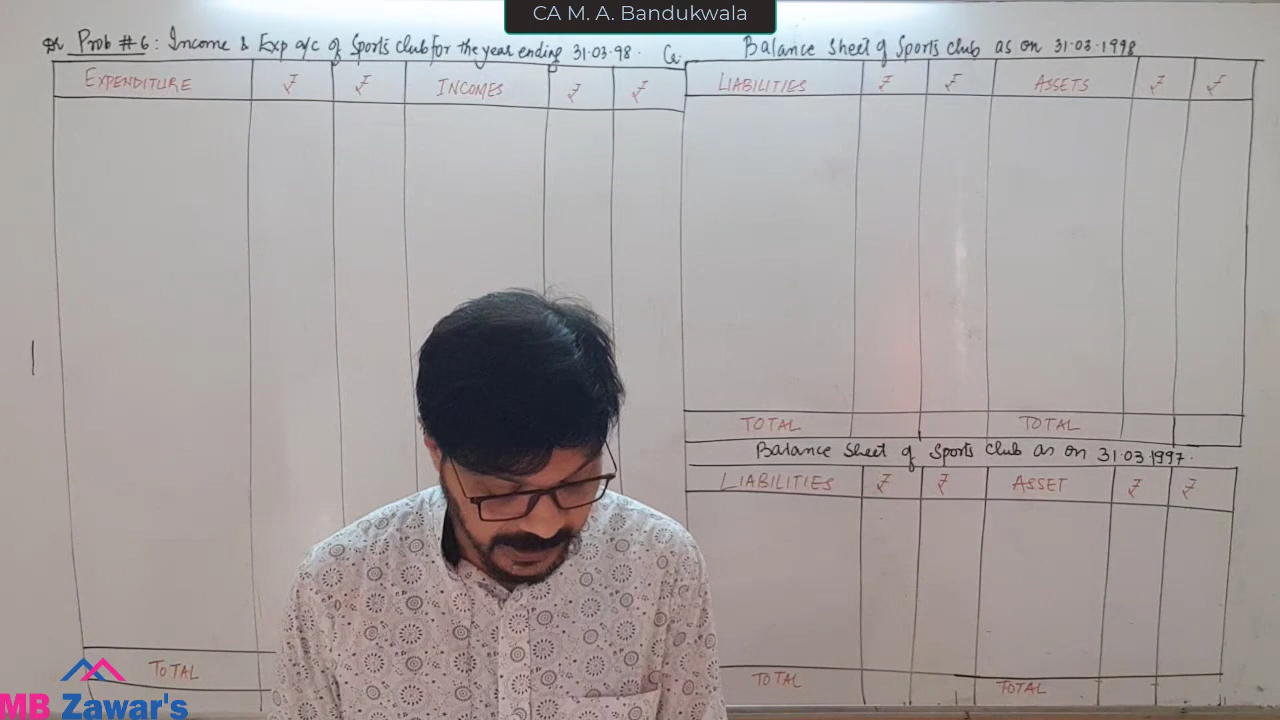 CA M. A. Bandukwala
Dr Prob #6: Income & Exp a/c of Sports club For the year ending 31.03.98. Cr.
Balance Sheet of Sports club as on 31.03.1998
EXPENDITURE ₹ ₹ INCOMES ₹ ₹
LIABILITIES ₹ ₹ ASSETS ₹ ₹
TOTAL TOTAL
Balance Sheet of Sports Club as on 31.03.1997.
LIABILITIES ₹ ₹ ASSET ₹ ₹
TOTAL
TOTAL TOTAL
MB Zawar's